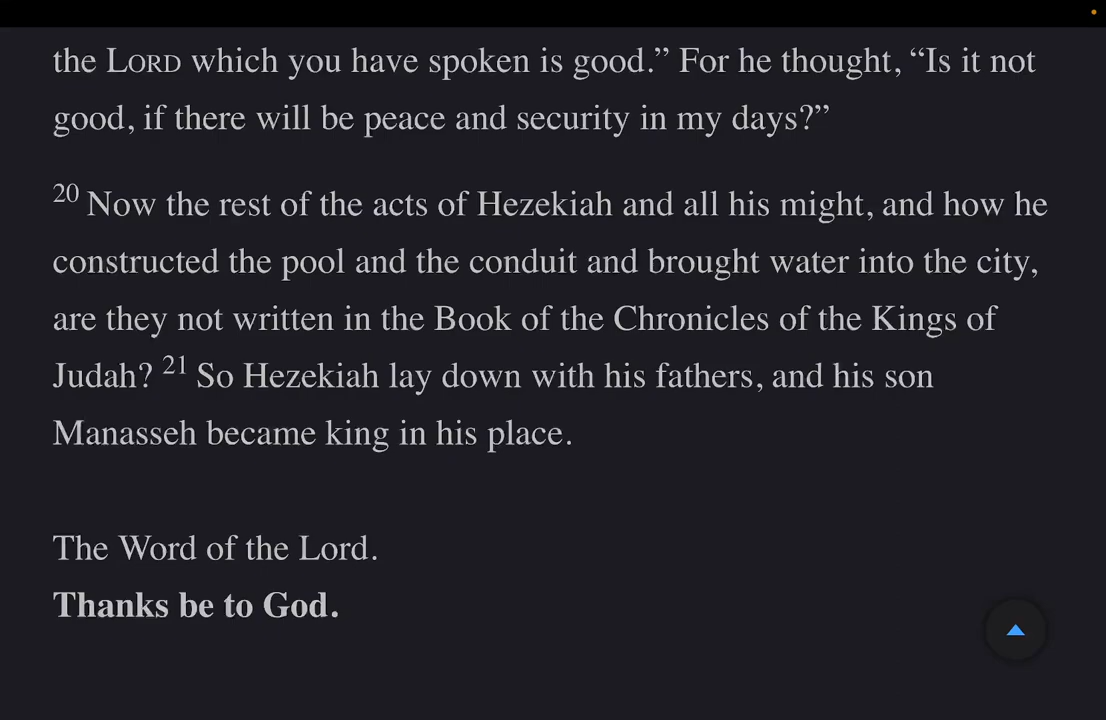 the LORD which you have spoken is good.” For he thought, “Is it not
good, if there will be peace and security in my days?”
20 Now the rest of the acts of Hezekiah and all his might, and how he
constructed the pool and the conduit and brought water into the city,
are they not written in the Book of the Chronicles of the Kings of
Judah? 21 So Hezekiah lay down with his fathers, and his son
Manasseh became king in his place.
The Word of the Lord.
Thanks be to God.